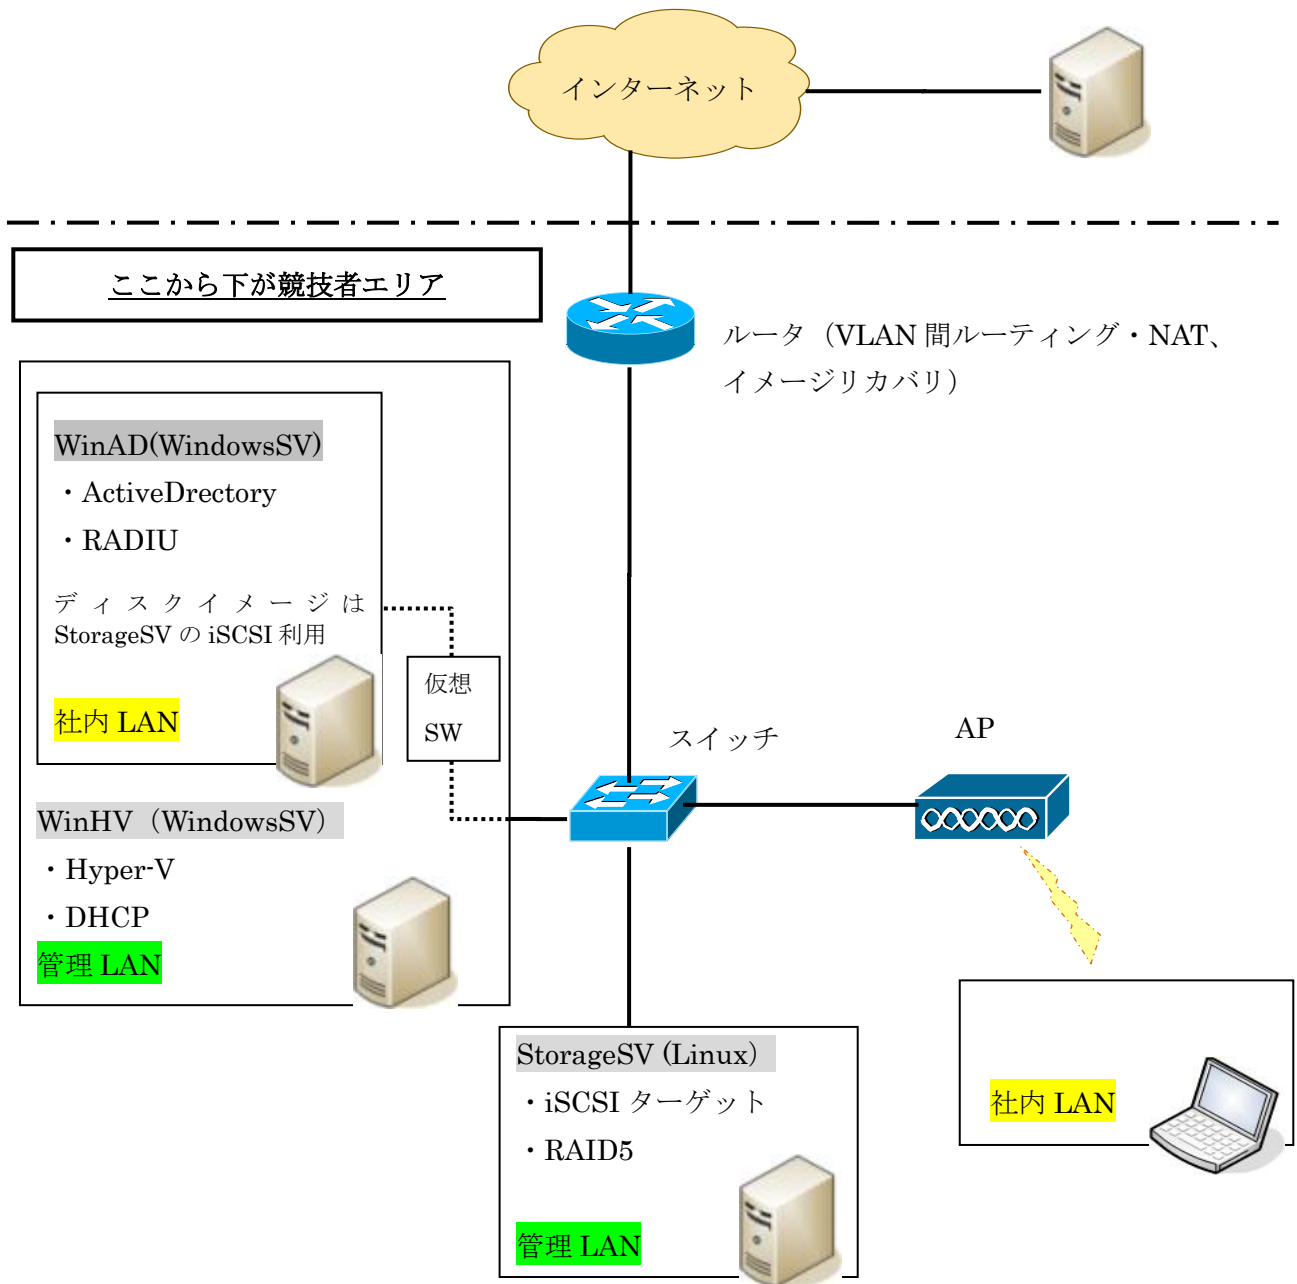 インターネット
ここから下が競技者エリア
ルータ（VLAN 間ルーティング・NAT、
イメージリカバリ）
WinAD(WindowsSV)
・ActiveDrectory
・RADIU
ディスクイメージは
StorageSV の iSCSI 利用
社内 LAN
仮想
SW
スイッチ
AP
WinHV（WindowsSV）
・Hyper-V
・DHCP
管理 LAN
StorageSV (Linux）
・iSCSI ターゲット
・RAID5
管理 LAN
社内 LAN